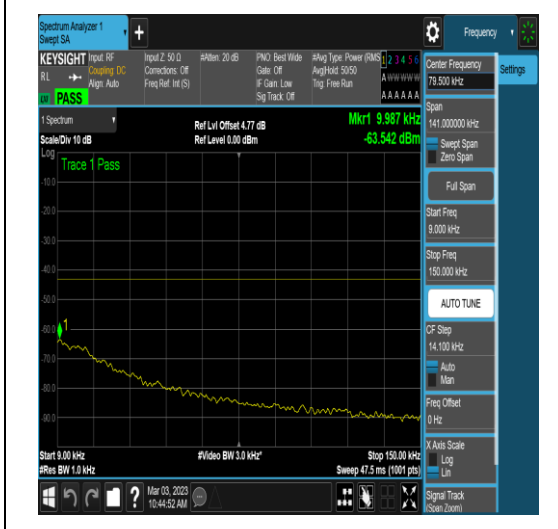 Spectrum Analyzer 1
Swept SA
+
Frequency
KEYSIGHT
Input: RF
Coupling: DC
Align: Auto
Input Z: 50 Ω
Corrections: Off
Freq Ref: Int (S)
#Atten: 20 dB
PNO: Best Wide
Gate: Off
IF Gain: Low
Sig Track: Off
#Avg Type: Power (RMS
Avg|Hold: 50/50
Trig: Free Run
1 2 3 4 5 6
A W W W W W
A A A A A A
RL
PASS
Center Frequency
79.500 kHz
Settings
Span
141.000000 kHz
Swept Span
Zero Span
Full Span
Start Freq
9.000 kHz
Stop Freq
150.000 kHz
AUTO TUNE
CF Step
14.100 kHz
Auto
Man
Freq Offset
0 Hz
X Axis Scale
Log
Lin
Signal Track
(Span Zoom)
1 Spectrum
Scale/Div 10 dB
Ref Lvl Offset 4.77 dB
Ref Level 0.00 dBm
Mkr1 9.987 kHz
-63.542 dBm
Log
Trace 1 Pass
-10.0
-20.0
-30.0
-40.0
-50.0
-60.0
-70.0
-80.0
-90.0
1
Start 9.00 kHz
#Res BW 1.0 kHz
#Video BW 3.0 kHz*
Stop 150.00 kHz
Sweep 47.5 ms (1001 pts)
?
Mar 03, 2023
10:44:52 AM